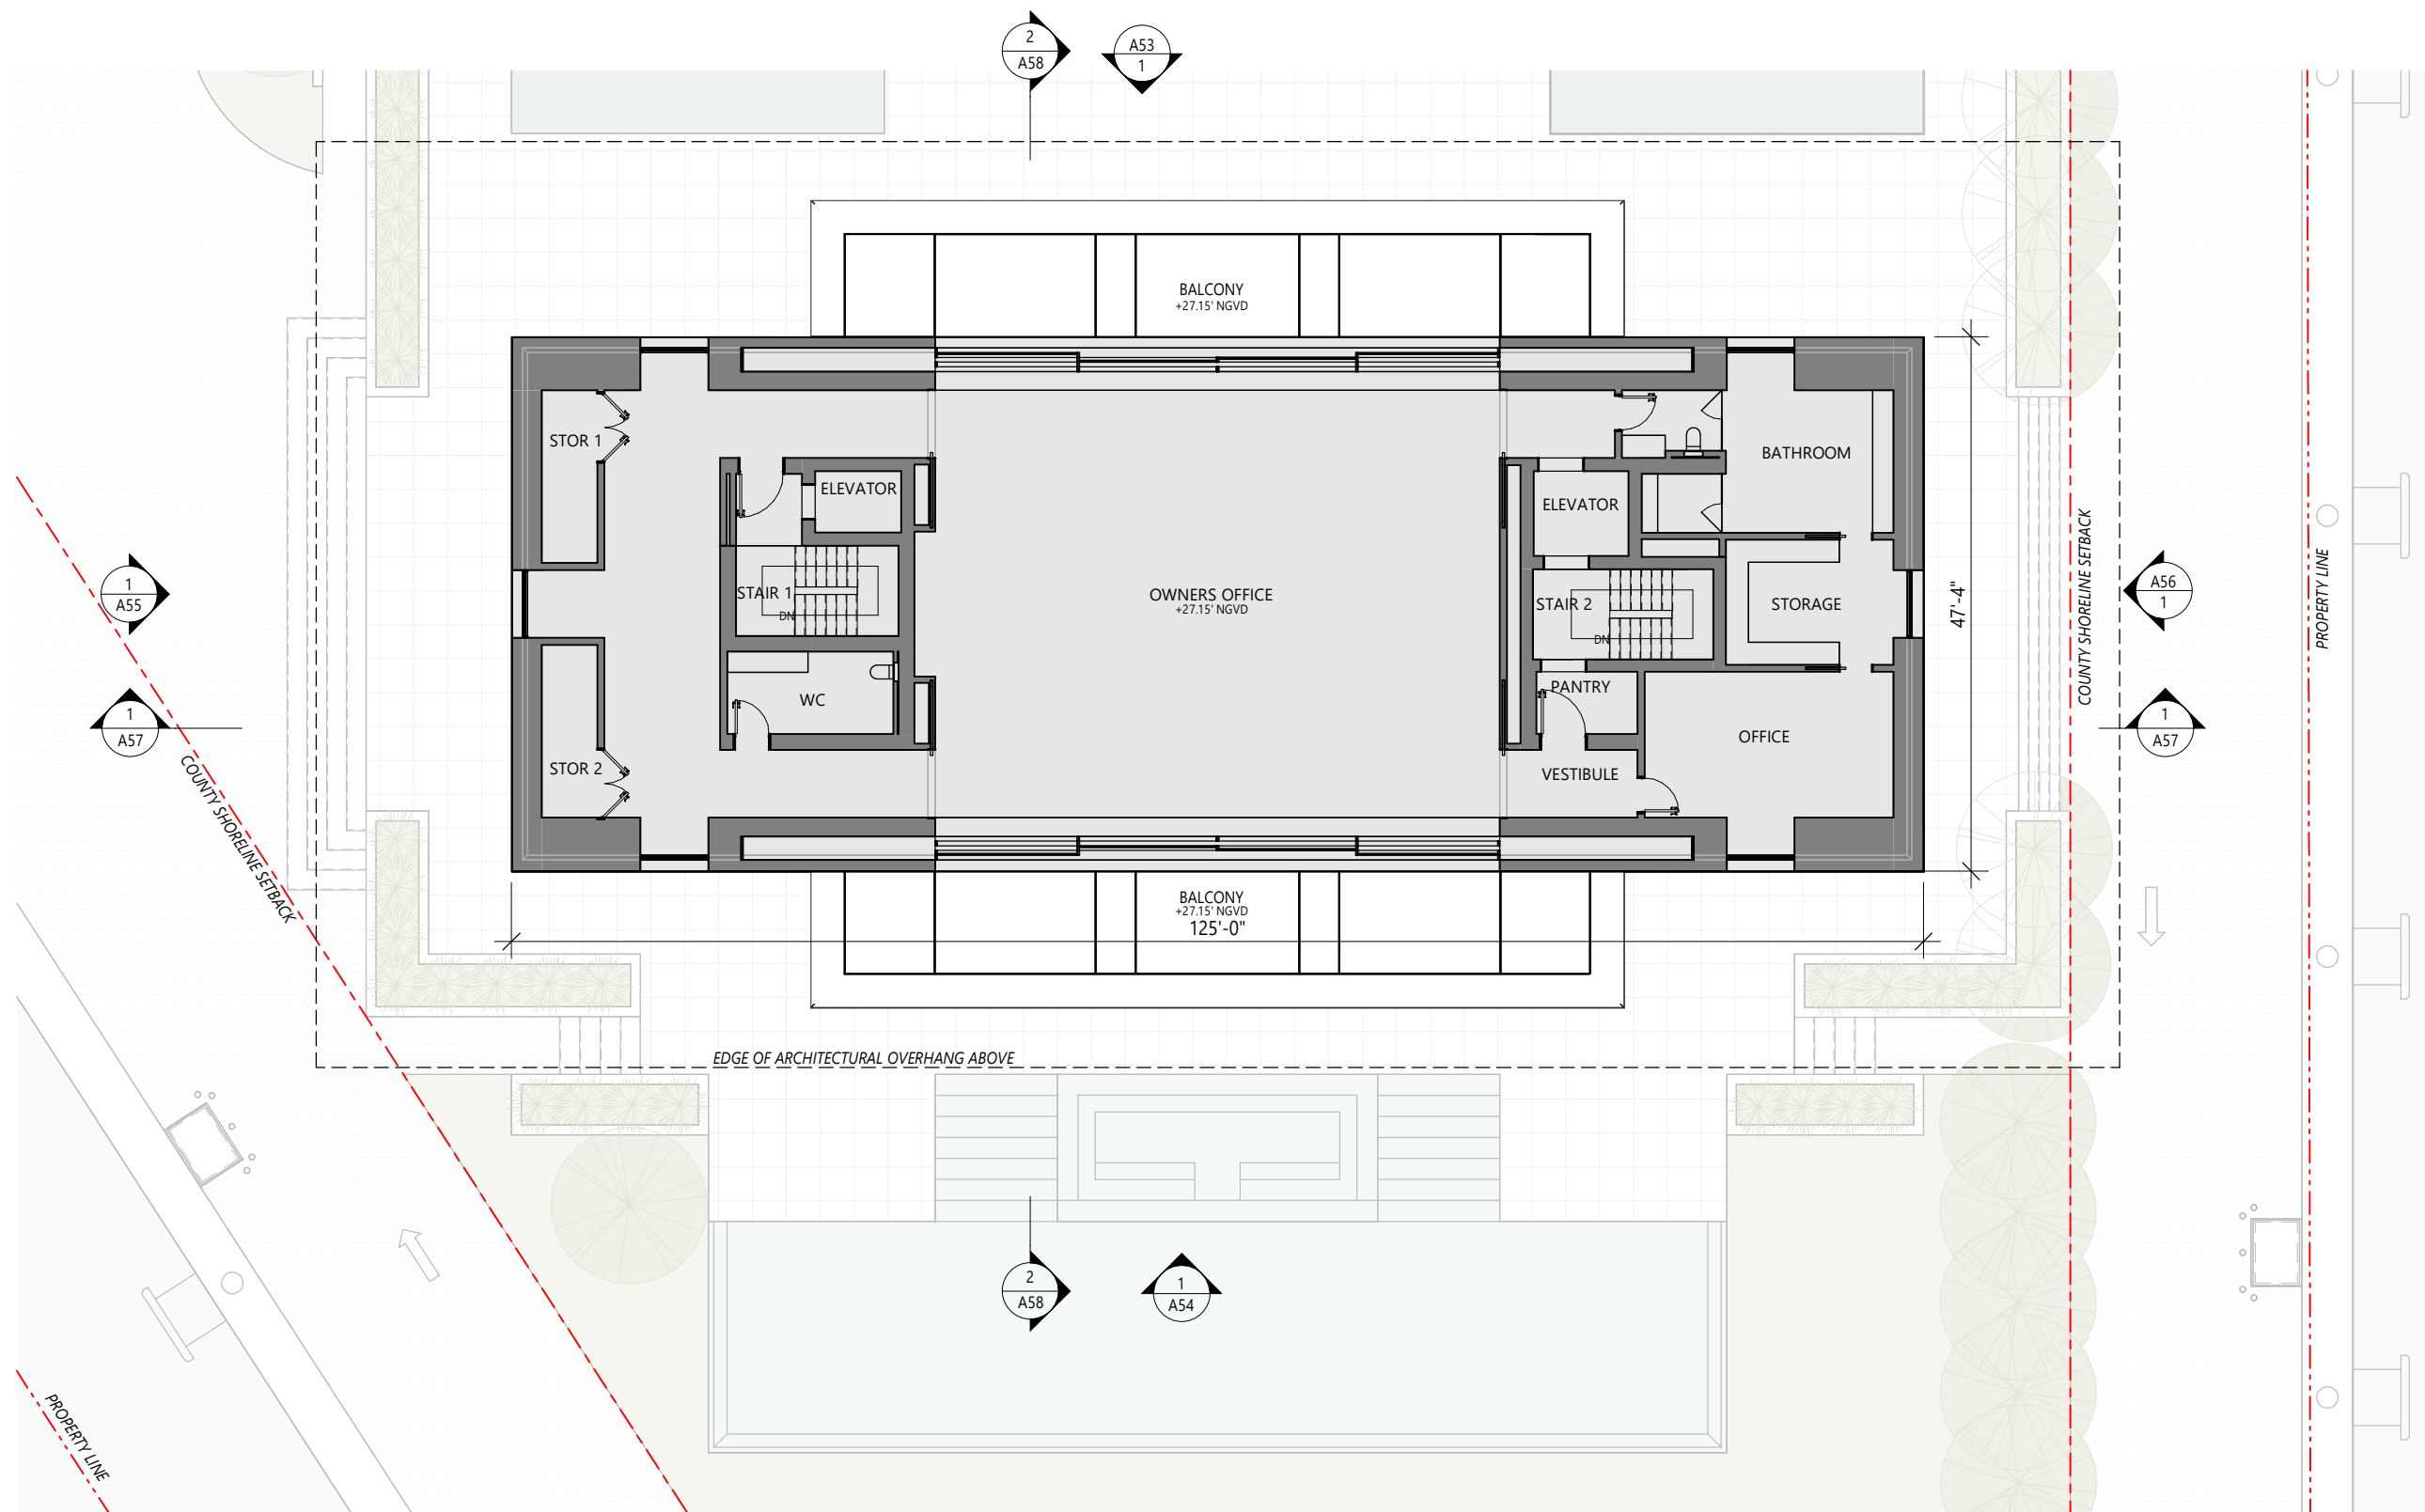 2
A58
A53
1
BALCONY
+27.15' NGVD
STOR 1
BATHROOM
ELEVATOR
ELEVATOR
1
A55
STAIR 1
DN
OWNERS OFFICE
+27.15' NGVD
STAIR 2
DN
STORAGE
47'-4"
COUNTY SHORELINE SETBACK
A56
1
PROPERTY LINE
1
A57
WC
PANTRY
OFFICE
1
A57
STOR 2
VESTIBULE
COUNTY SHORELINE SETBACK
BALCONY
+27.15' NGVD
125'-0"
EDGE OF ARCHITECTURAL OVERHANG ABOVE
2
A58
1
A54
PROPERTY LINE